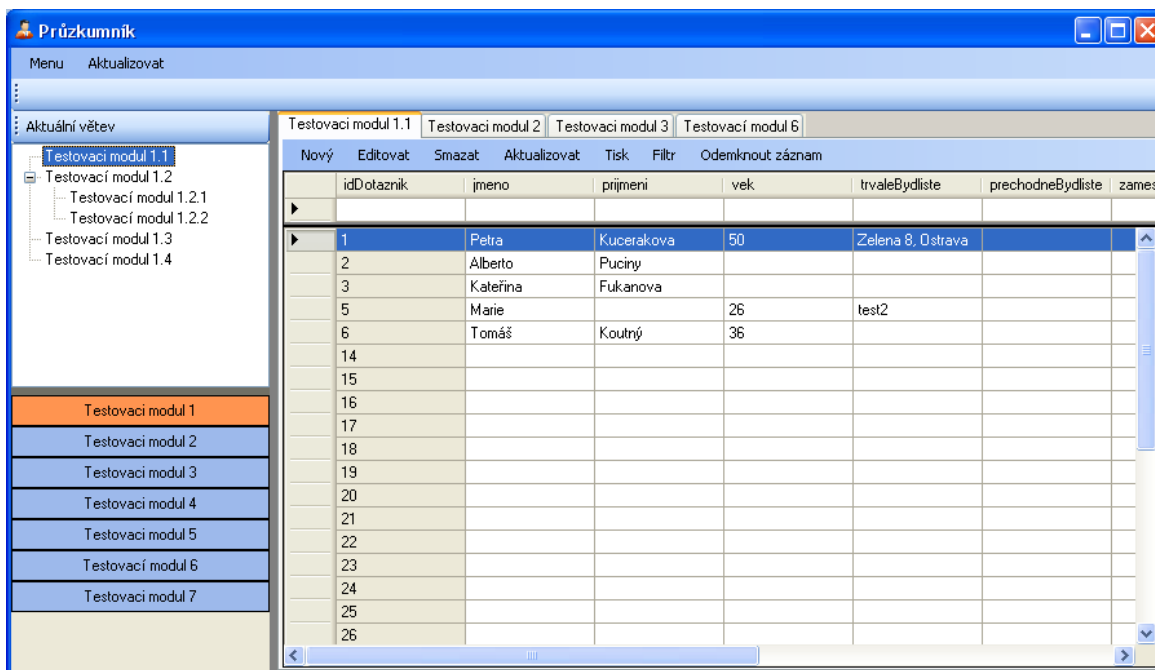 Průzkumník
Menu Aktualizovat
Aktuální větev
Testovaci modul 1.1
Testovací modul 1.2
Testovací modul 1.2.1
Testovací modul 1.2.2
Testovací modul 1.3
Testovací modul 1.4
Testovaci modul 1
Testovaci modul 2
Testovaci modul 3
Testovaci modul 4
Testovaci modul 5
Testovací modul 6
Testovaci modul 7
Testovaci modul 1.1 Testovaci modul 2 Testovaci modul 3 Testovací modul 6
Nový Editovat Smazat Aktualizovat Tisk Filtr Odemknout záznam
idDotaznik jmeno prijmeni vek trvaleBydliste prechodneBydliste zames
1 Petra Kucerakova 50 Zelena 8, Ostrava
2 Alberto Puciny
3 Kateřina Fukanova
5 Marie 26 test2
6 Tomáš Koutný 36
14
15
16
17
18
19
20
21
22
23
24
25
26